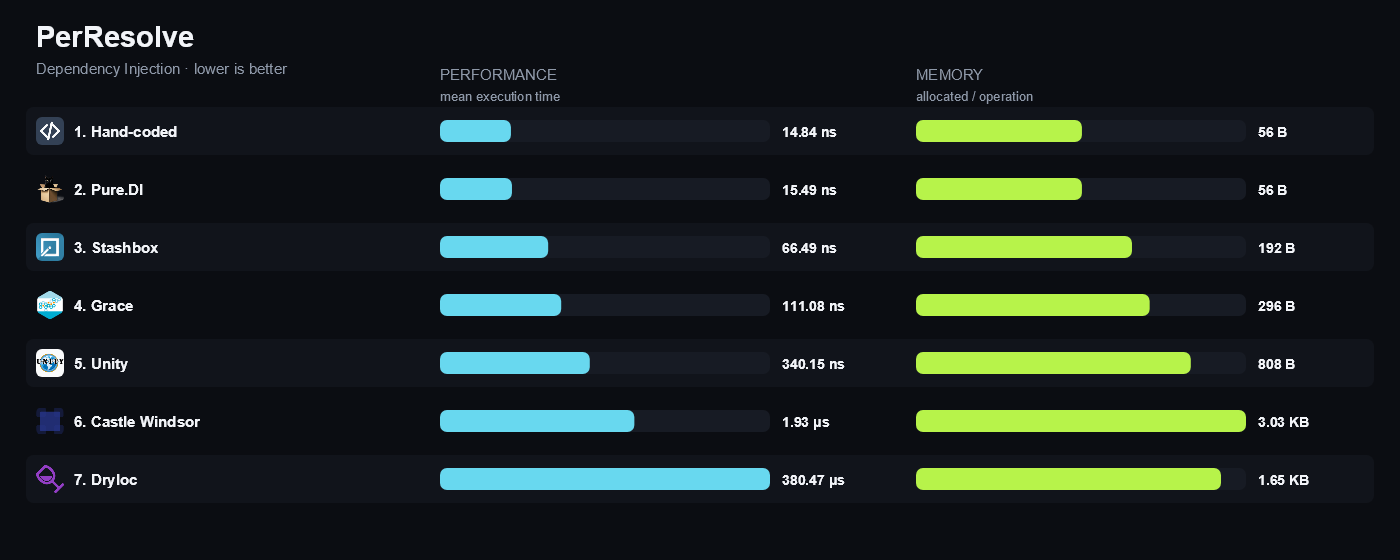 PerResolve
Dependency Injection · lower is better
PERFORMANCE
mean execution time
MEMORY
allocated / operation
1. Hand-coded 14.84 ns 56 B
2. Pure.DI 15.49 ns 56 B
3. Stashbox 66.49 ns 192 B
4. Grace 111.08 ns 296 B
UNITY
5. Unity 340.15 ns 808 B
6. Castle Windsor 1.93 μs 3.03 KB
7. DryIoc 380.47 μs 1.65 KB